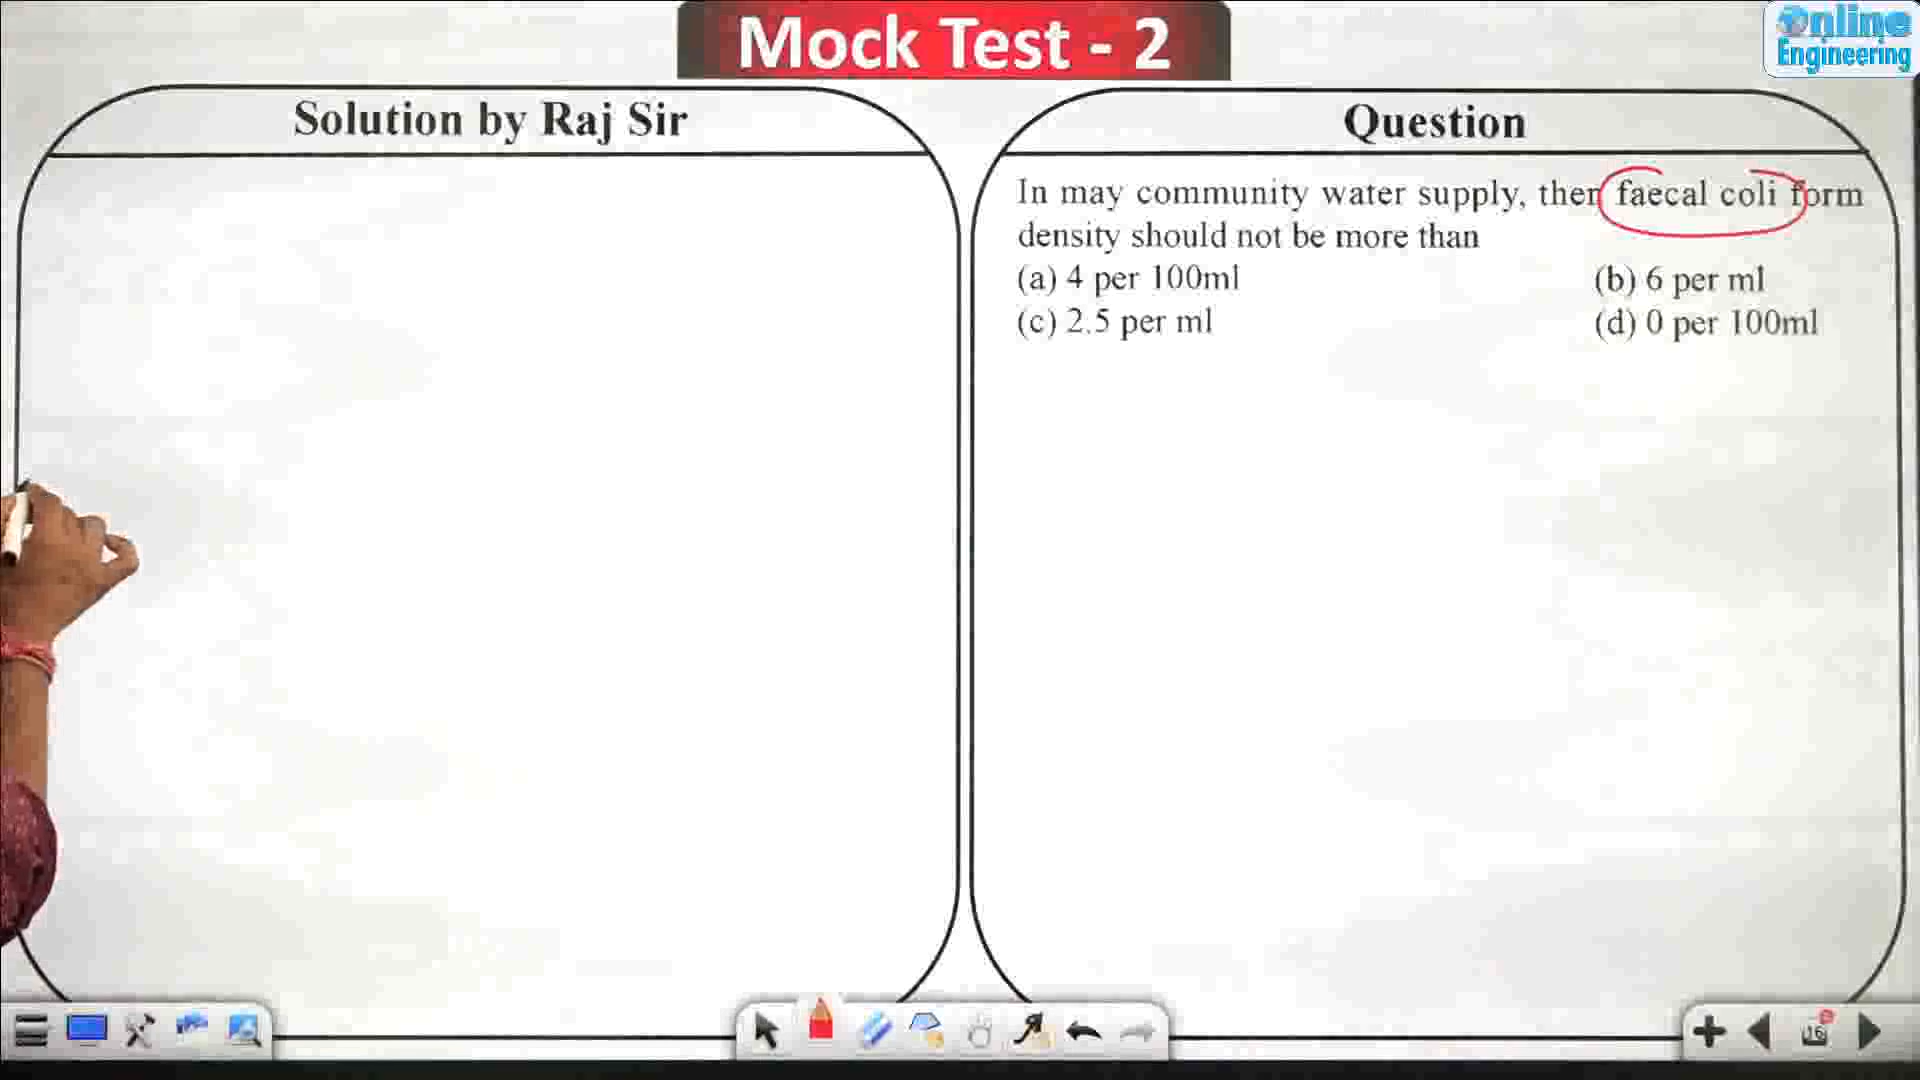 Mock Test - 2
Online
Engineering
Solution by Raj Sir
Question
In may community water supply, then faecal coli form
density should not be more than
(a) 4 per 100ml
(b) 6 per ml
(c) 2.5 per ml
(d) 0 per 100ml
16